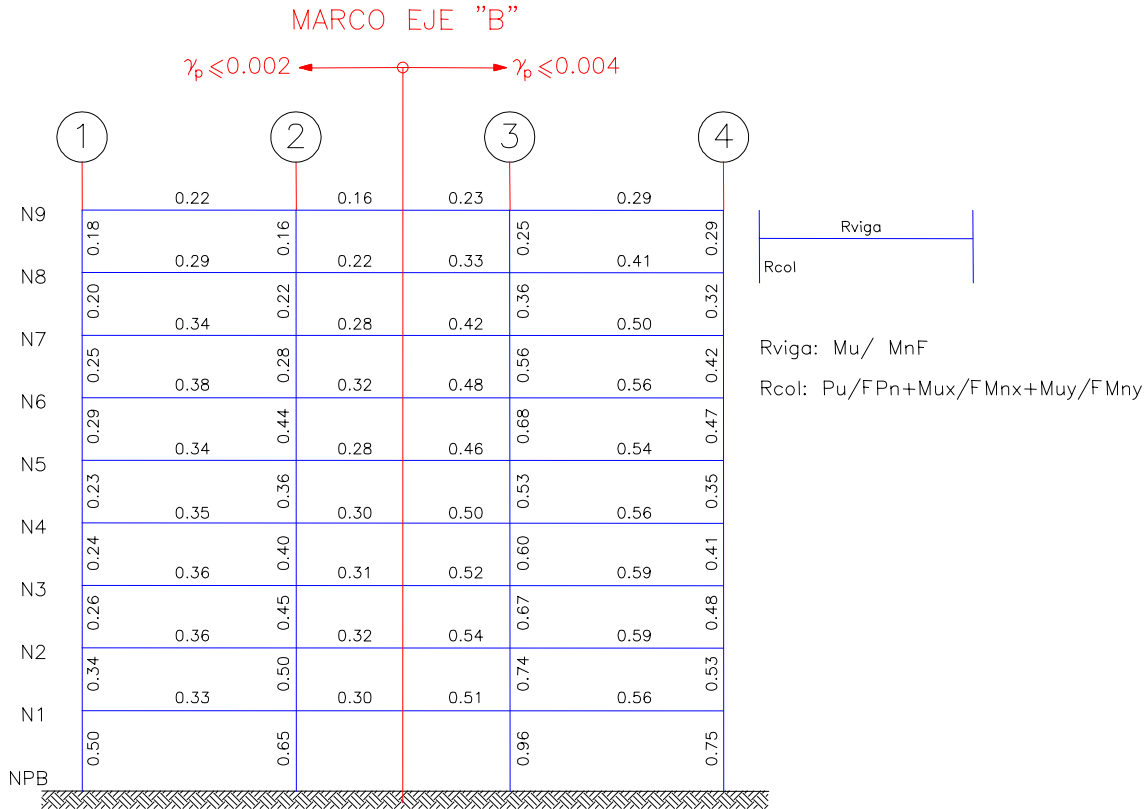 MARCO EJE "B"
γp≤0.002 γp≤0.004
1 2 3 4
0.22 0.16 0.23 0.29
N9
0.18 0.16 0.25 0.29
Rviga
0.29 0.22 0.33 0.41
Rcol
N8
0.20 0.22 0.36 0.32
0.34 0.28 0.42 0.50
N7
Rviga: Mu/ MnF
0.25 0.28 0.56 0.42
0.38 0.32 0.48 0.56
Rcol: Pu/FPn+Mux/FMnx+Muy/FMny
N6
0.29 0.44 0.68 0.47
0.34 0.28 0.46 0.54
N5
0.23 0.36 0.53 0.35
0.35 0.30 0.50 0.56
N4
0.24 0.40 0.60 0.41
0.36 0.31 0.52 0.59
N3
0.26 0.45 0.67 0.48
0.36 0.32 0.54 0.59
N2
0.34 0.50 0.74 0.53
0.33 0.30 0.51 0.56
N1
0.50 0.65 0.96 0.75
NPB